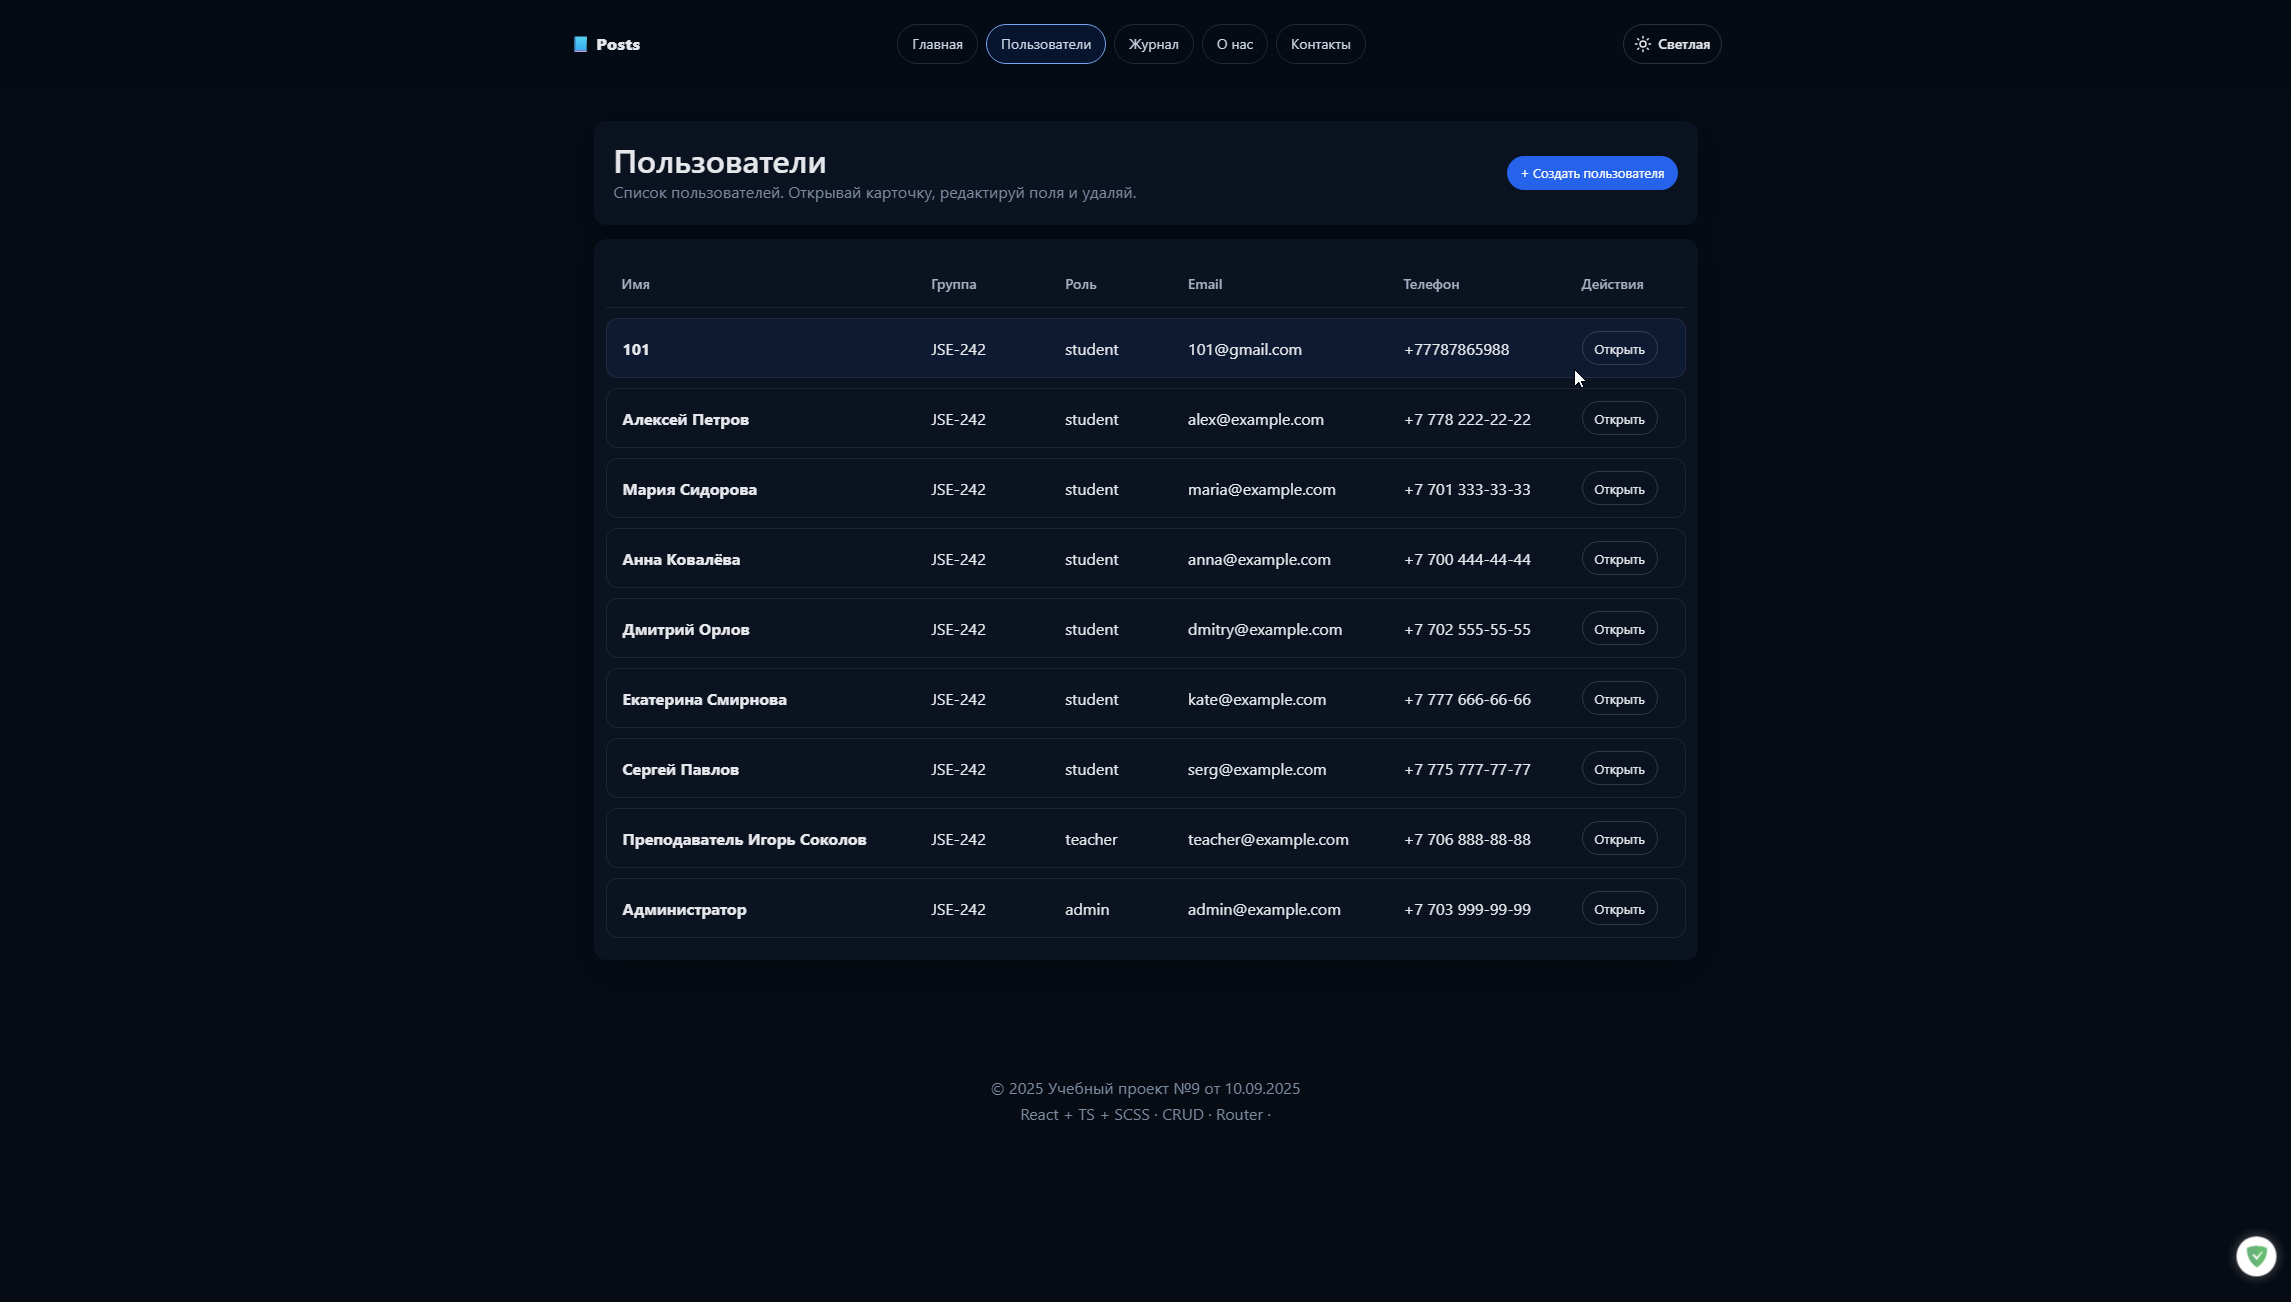 Posts
Главная Пользователи Журнал О нас Контакты
Светлая
Пользователи
Список пользователей. Открывай карточку, редактируй поля и удаляй.
+ Создать пользователя
Имя Группа Роль Email Телефон Действия
101 JSE-242 student 101@gmail.com +77787865988 Открыть
Алексей Петров JSE-242 student alex@example.com +7 778 222-22-22 Открыть
Мария Сидорова JSE-242 student maria@example.com +7 701 333-33-33 Открыть
Анна Ковалёва JSE-242 student anna@example.com +7 700 444-44-44 Открыть
Дмитрий Орлов JSE-242 student dmitry@example.com +7 702 555-55-55 Открыть
Екатерина Смирнова JSE-242 student kate@example.com +7 777 666-66-66 Открыть
Сергей Павлов JSE-242 student serg@example.com +7 775 777-77-77 Открыть
Преподаватель Игорь Соколов JSE-242 teacher teacher@example.com +7 706 888-88-88 Открыть
Администратор JSE-242 admin admin@example.com +7 703 999-99-99 Открыть
© 2025 Учебный проект №9 от 10.09.2025
React + TS + SCSS · CRUD · Router ·